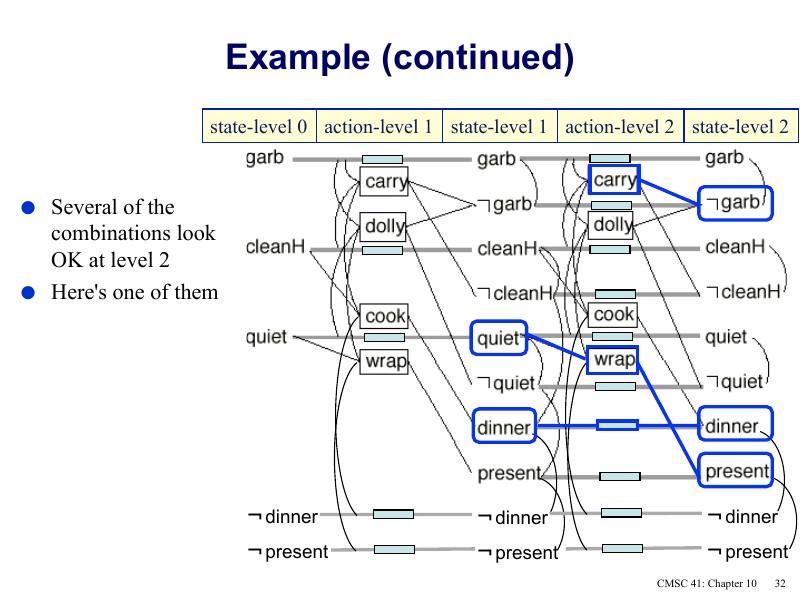 Example (continued)
state-level 0 action-level 1 state-level 1 action-level 2 state-level 2
garb garb garb
carry carry
Several of the
combinations look
OK at level 2
Here's one of them
¬garb ¬garb
dolly dolly
cleanH cleanH cleanH
¬cleanH ¬cleanH
cook cook
quiet quiet quiet
wrap wrap
¬quiet ¬quiet
dinner dinner
present present
¬ dinner ¬ dinner ¬ dinner
¬ present ¬ present ¬ present
CMSC 41: Chapter 10 32